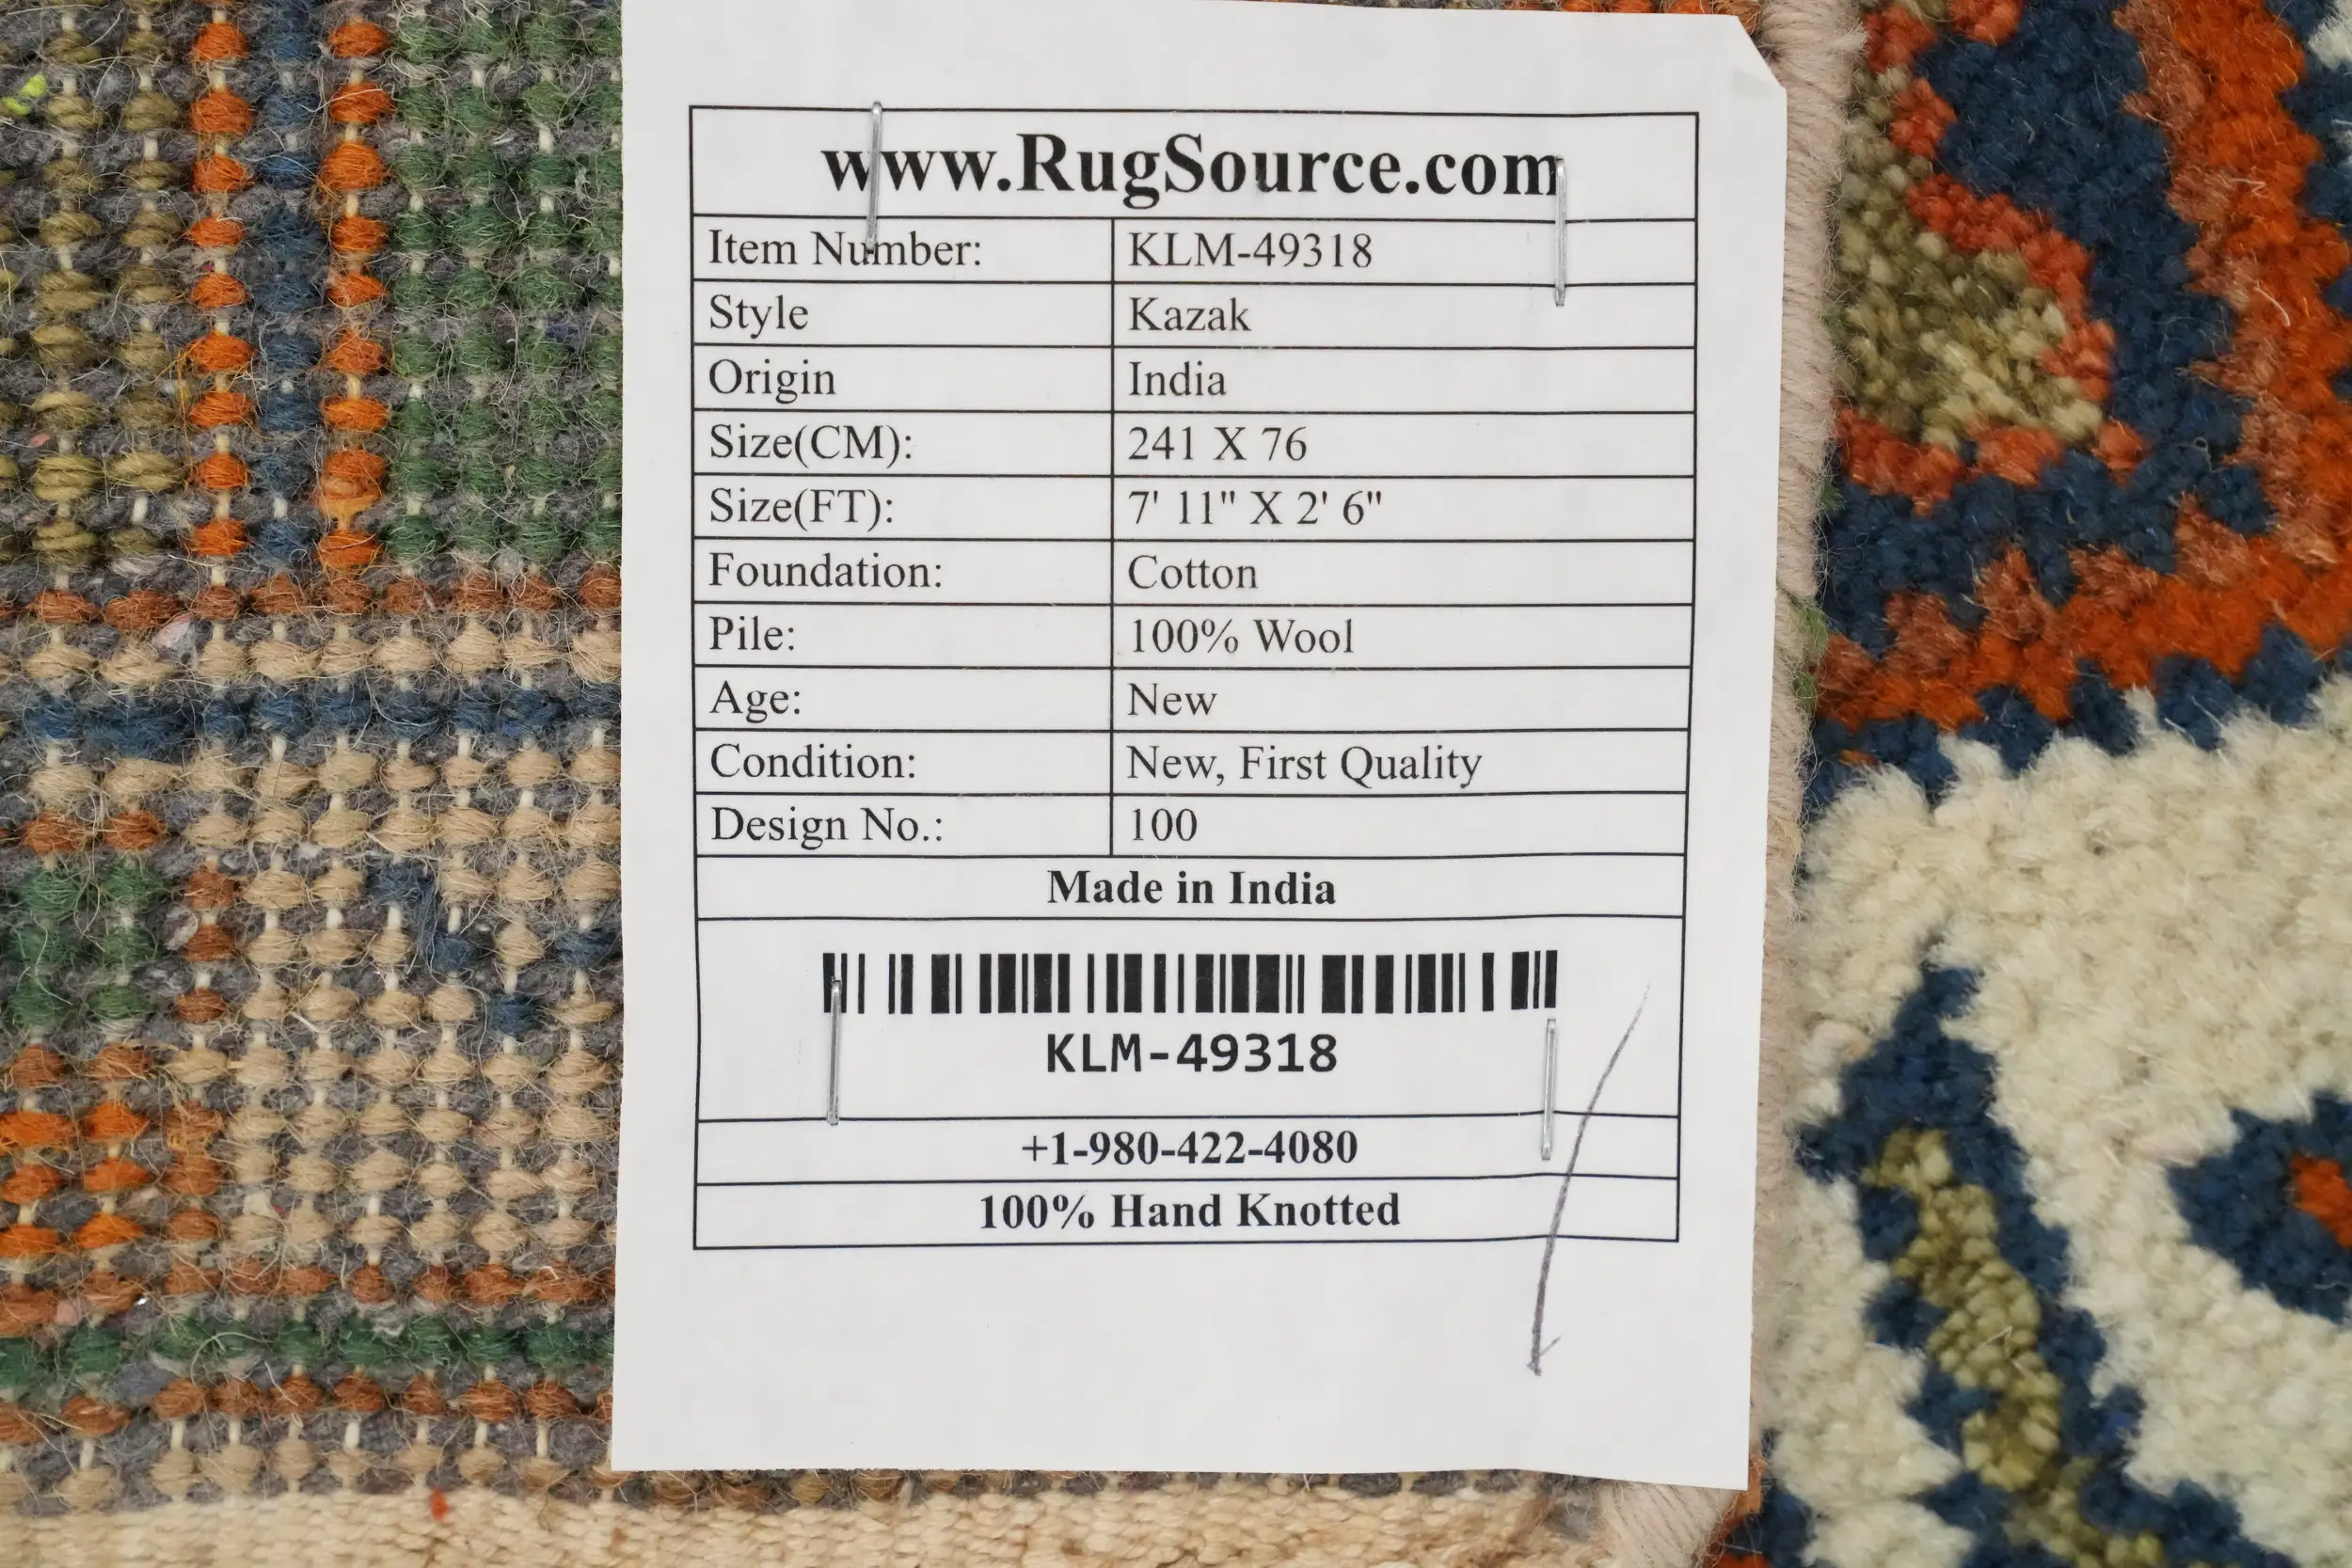 www.RugSource.com
Item Number: KLM-49318
Style Kazak
Origin India
Size(CM): 241 X 76
Size(FT): 7' 11" X 2' 6"
Foundation: Cotton
Pile: 100% Wool
Age: New
Condition: New, First Quality
Design No.: 100
Made in India
KLM-49318
+1-980-422-4080
100% Hand Knotted